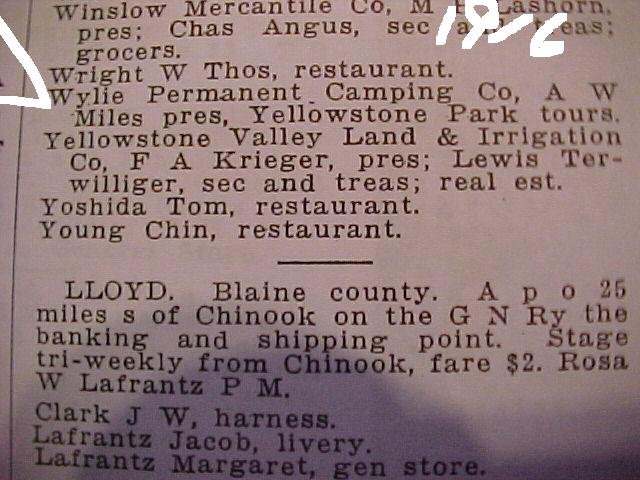 Winslow Mercantile Co, M E Lashorn,
pres; Chas Angus, sec and treas;
grocers.
Wright W Thos, restaurant.
Wylie Permanent Camping Co, A W
Miles pres, Yellowstone Park tours.
Yellowstone Valley Land & Irrigation
Co, F A Krieger, pres; Lewis Ter-
williger, sec and treas; real est.
Yoshida Tom, restaurant.
Young Chin, restaurant.
LLOYD. Blaine county. A p o 25
miles s of Chinook on the G N Ry the
banking and shipping point. Stage
tri-weekly from Chinook, fare $2. Rosa
W Lafrantz P M.
Clark J W, harness.
Lafrantz Jacob, livery.
Lafrantz Margaret, gen store.